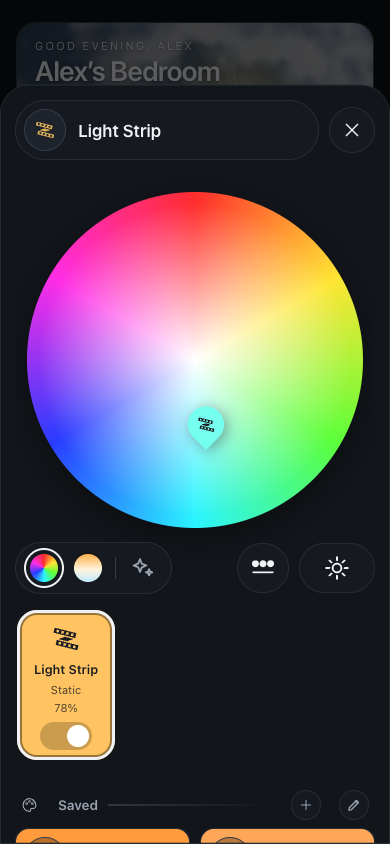 GOOD EVENING, ALEX
Alex's Bedroom
Light Strip
Light Strip
Static
78%
Saved